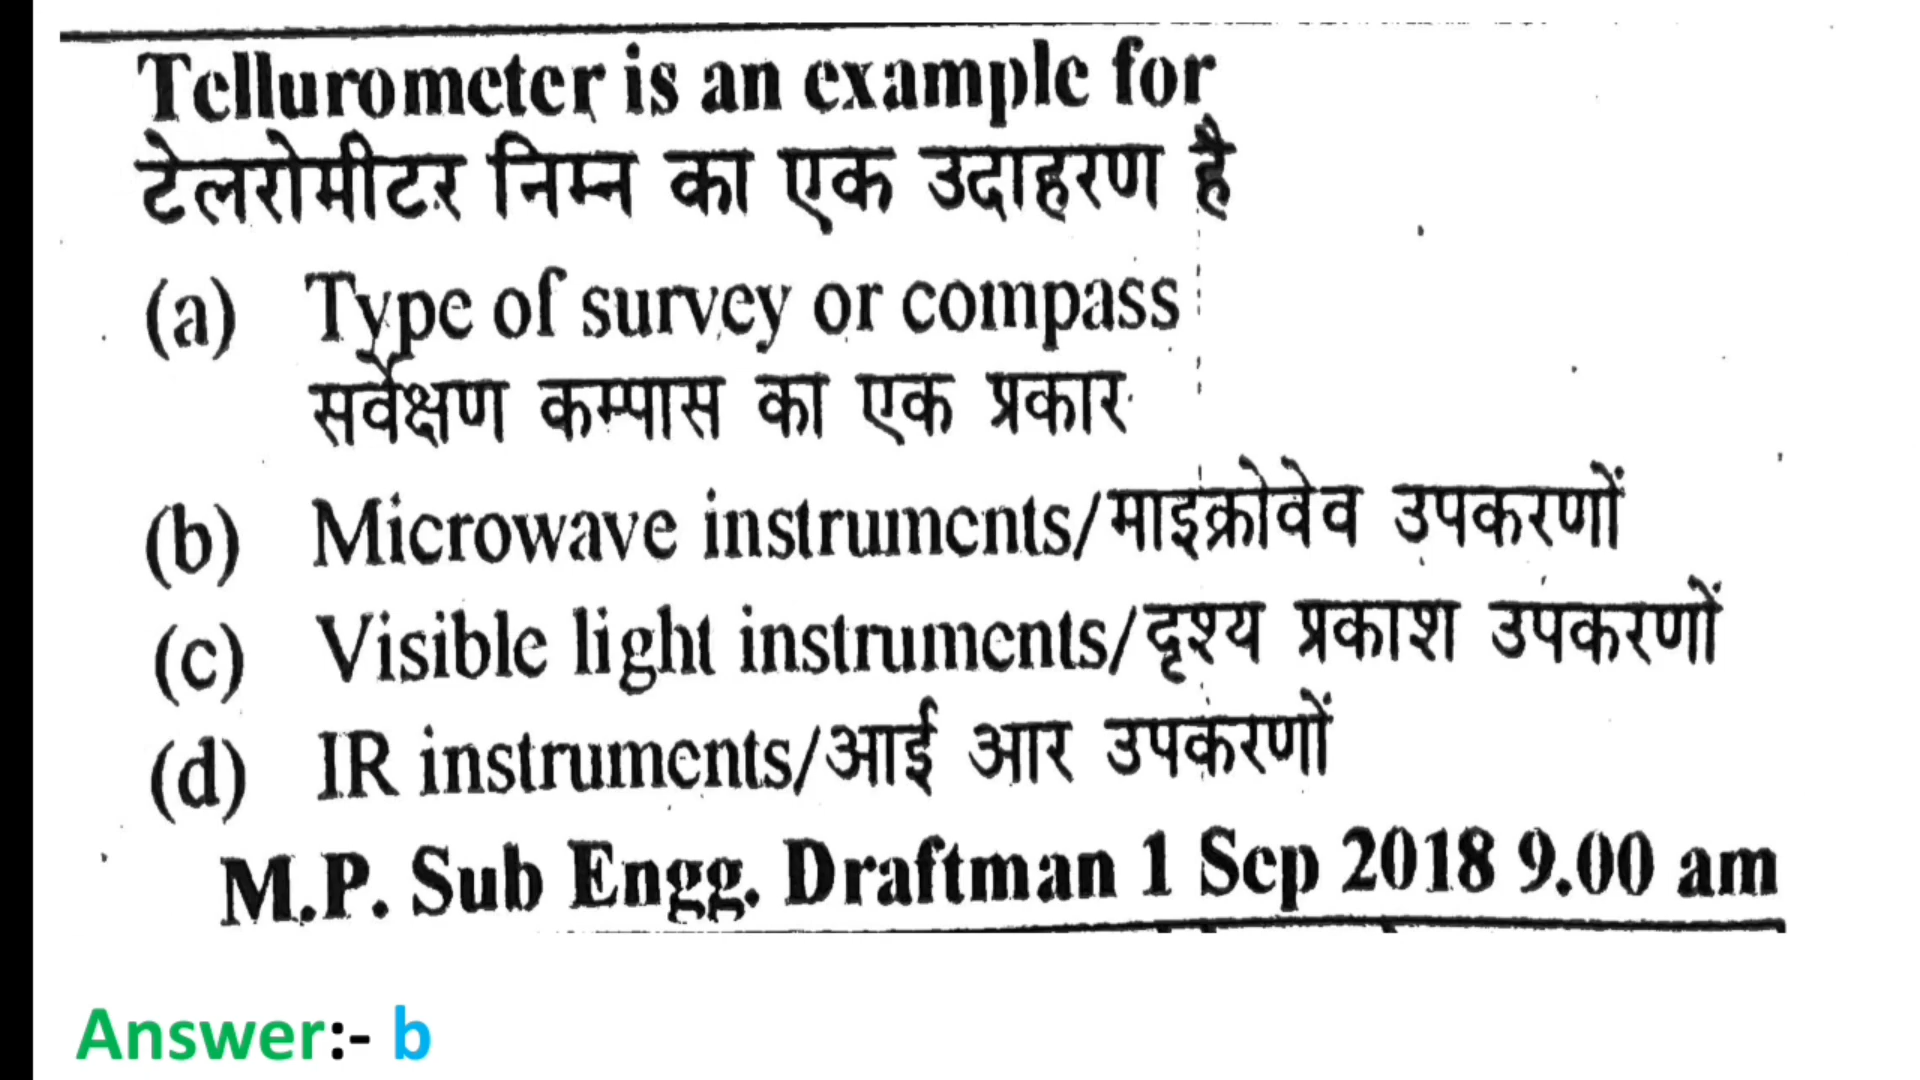 Tellurometer is an example for
टेलरोमीटर निम्न का एक उदाहरण है
(a) Type of survey or compass
सर्वेक्षण कम्पास का एक प्रकार
(b) Microwave instruments/माइक्रोवेव उपकरणों
(c) Visible light instruments/दृश्य प्रकाश उपकरणों
(d) IR instruments/आई आर उपकरणों
M.P. Sub Engg. Draftman 1 Sep 2018 9.00 am
Answer:- b